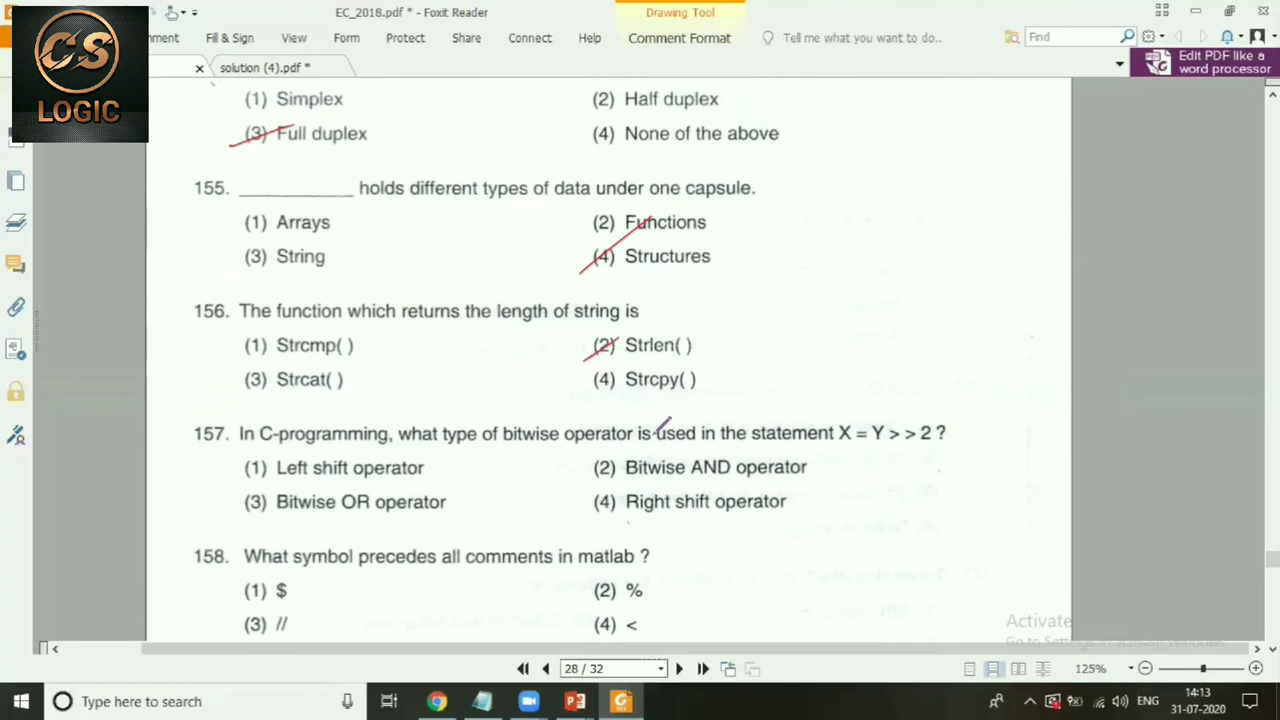 EC_2018.pdf * - Foxit Reader
Drawing Tool
CS
LOGIC
ment Fill & Sign View Form Protect Share Connect Help Comment Format Tell me what you want to do.. Find
solution (4).pdf *
Edit PDF like a
word processor
(1) Simplex (2) Half duplex
(3) Full duplex (4) None of the above
155. ____________ holds different types of data under one capsule.
(1) Arrays (2) Functions
(3) String (4) Structures
156. The function which returns the length of string is
(1) Strcmp( ) (2) Strlen( )
(3) Strcat( ) (4) Strcpy( )
157. In C-programming, what type of bitwise operator is used in the statement X = Y > > 2 ?
(1) Left shift operator (2) Bitwise AND operator
(3) Bitwise OR operator (4) Right shift operator
158. What symbol precedes all comments in matlab ?
(1) $ (2) %
(3) // (4) <
Activate
Go to Settings to activate Windows.
28 / 32 125%
Type here to search ENG 14:13
31-07-2020